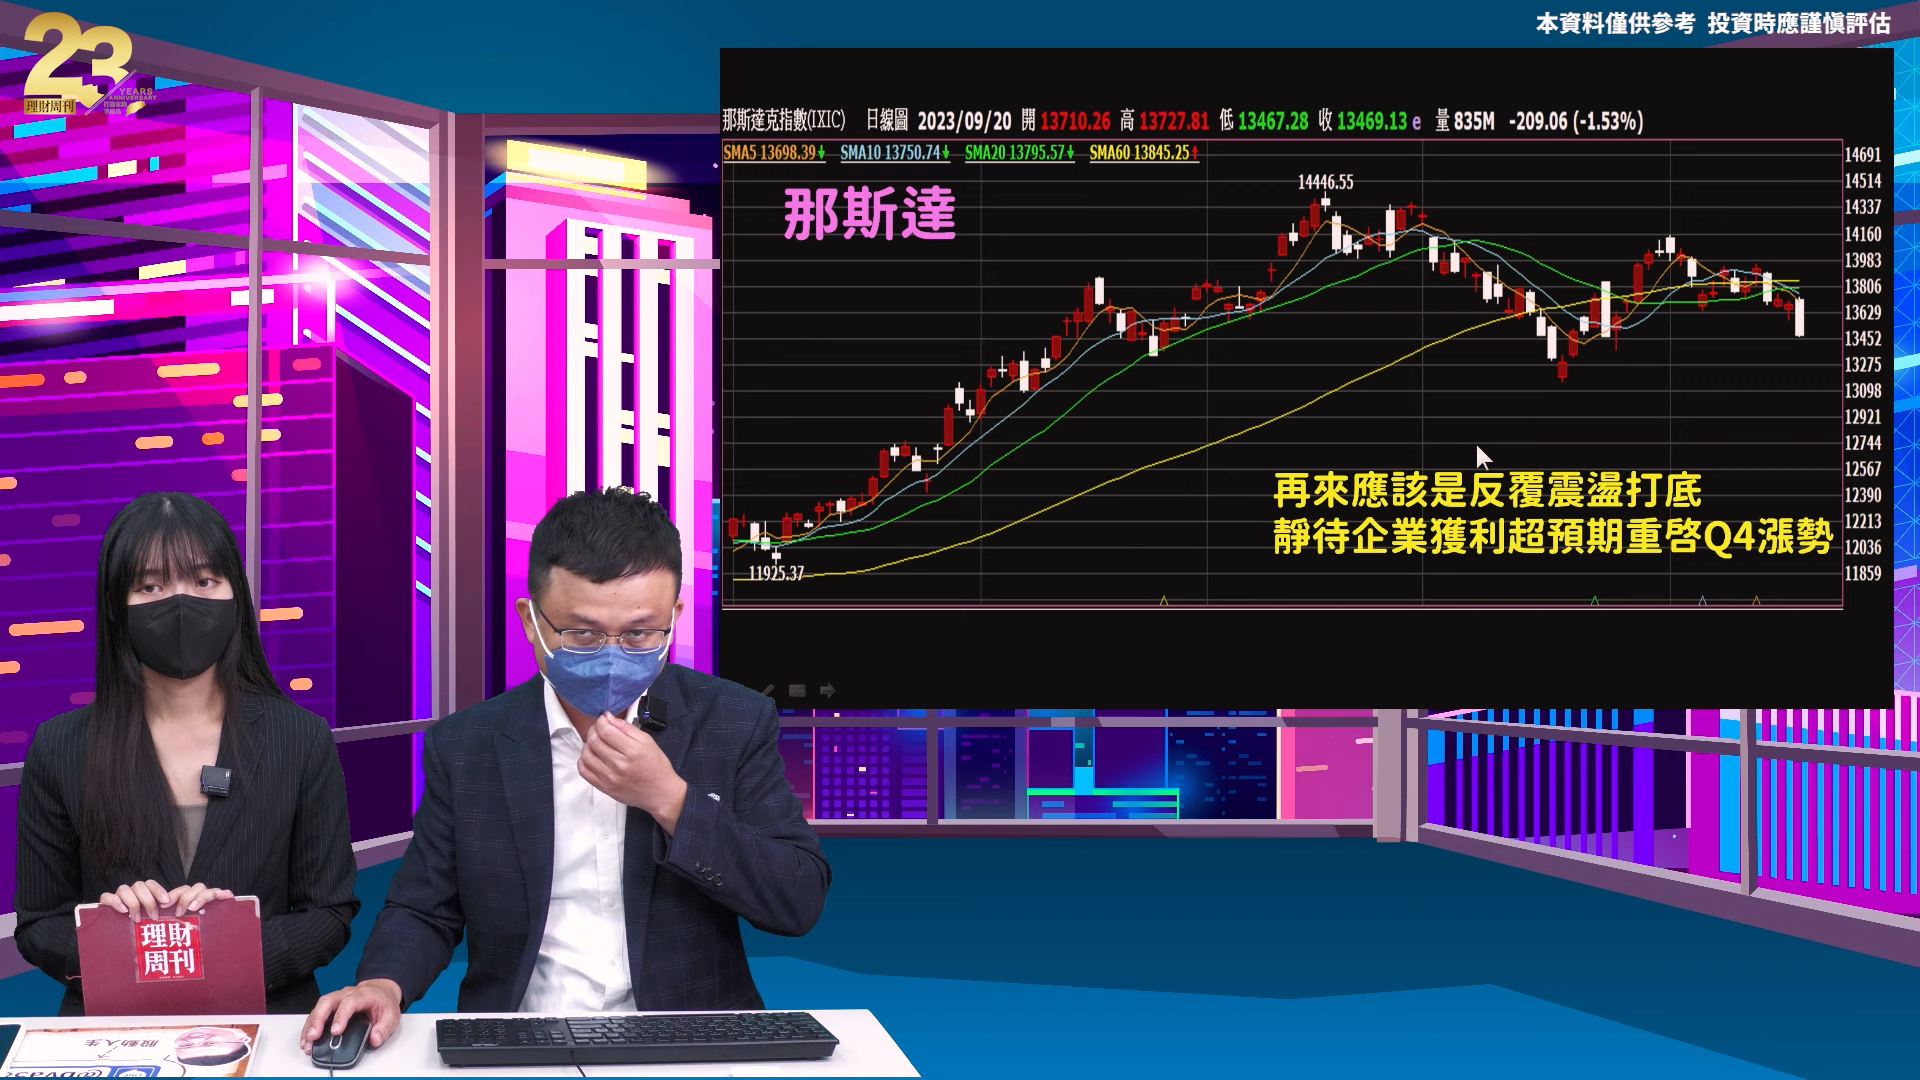 本資料僅供參考 投資時應謹慎評估
23
YEARS
ANNIVERSARY
理財周刊
那斯達克指數(IXIC) 日線圖 2023/09/20 開 13710.26 高 13727.81 低 13467.28 收 13469.13 e 量 835M -209.06 (-1.53%)
SMA5 13698.39↓ SMA10 13750.74↓ SMA20 13795.57↓ SMA60 13845.25↑
那斯達
14446.55
11925.37
14691
14514
14337
14160
13983
13806
13629
13452
13275
13098
12921
12744
12567
12390
12213
12036
11859
再來應該是反覆震盪打底
靜待企業獲利超預期重啓Q4漲勢
理財
周刊
股動人生